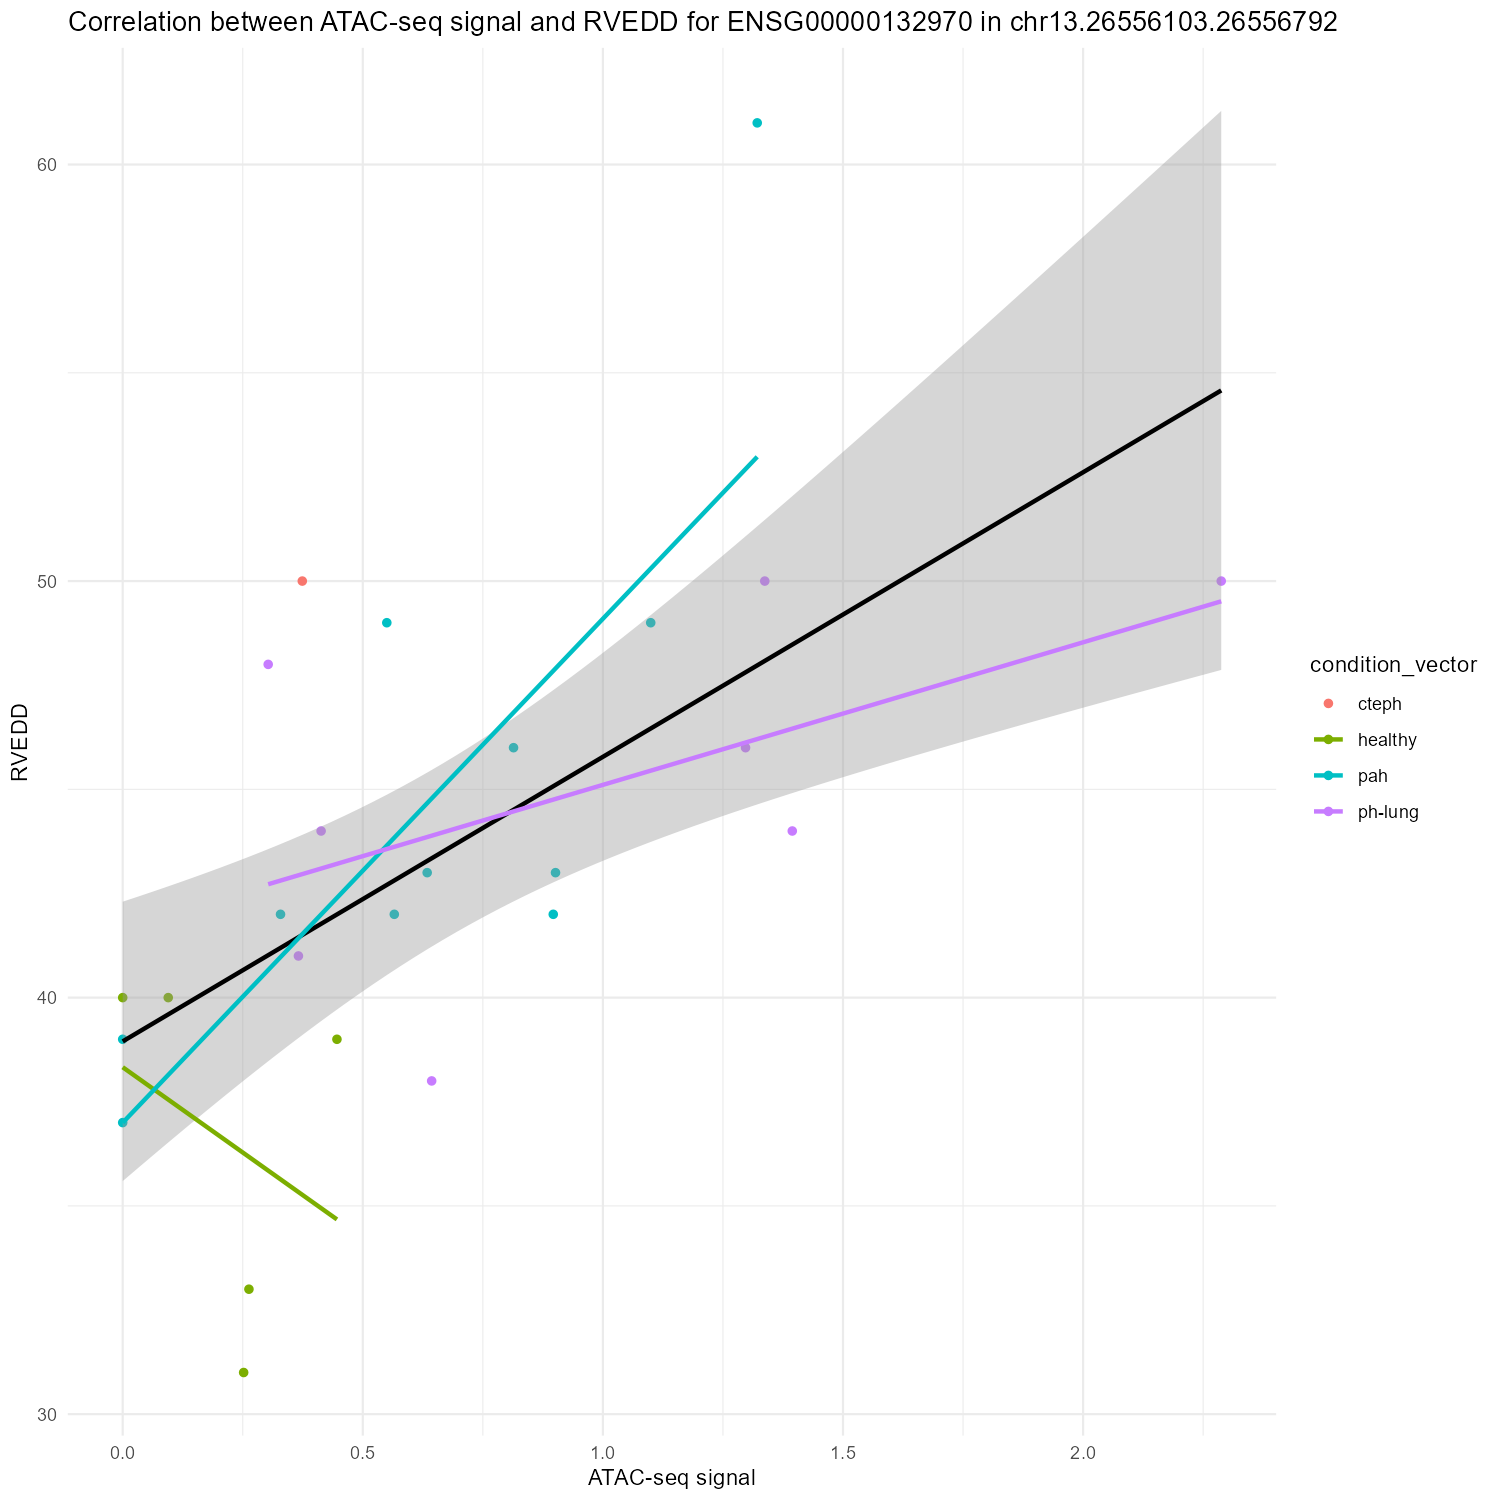 Correlation between ATAC-seq signal and RVEDD for ENSG00000132970 in chr13.26556103.26556792
60
50
40
30
RVEDD
0.0 0.5 1.0 1.5 2.0
ATAC-seq signal
condition_vector
cteph
healthy
pah
ph-lung